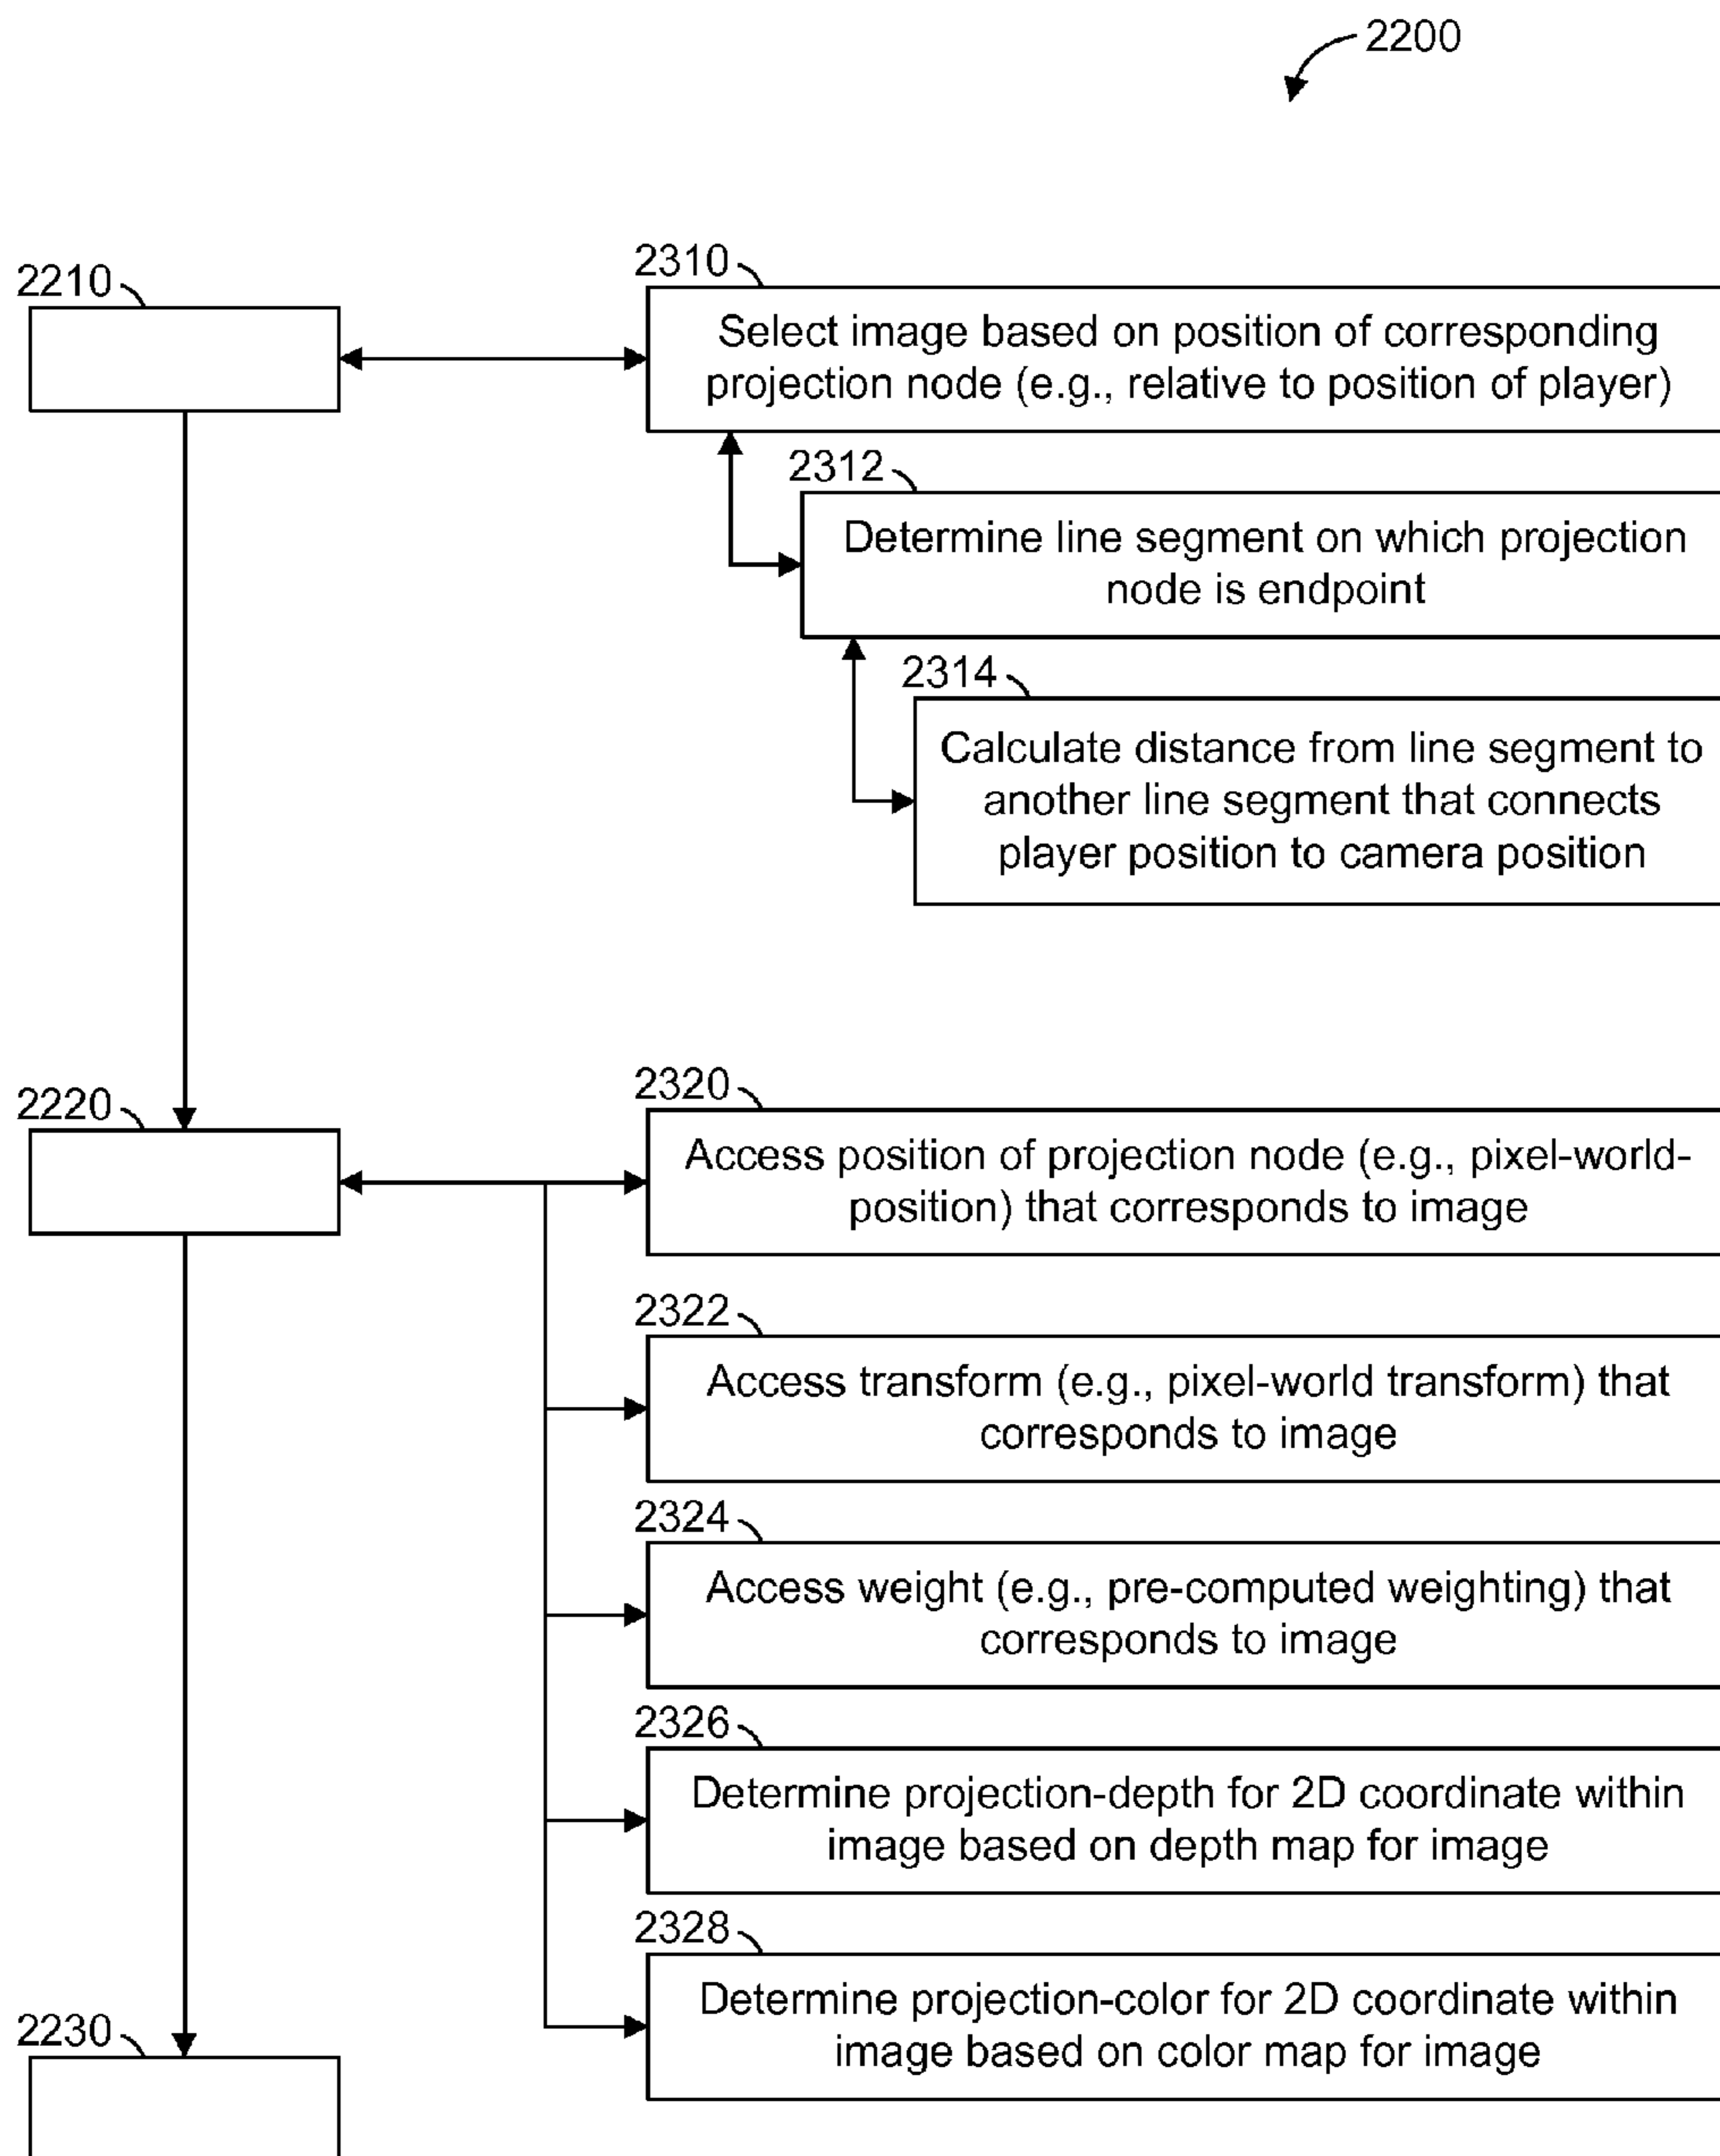 2200
2210
2310
Select image based on position of corresponding
projection node (e.g., relative to position of player)
2312
Determine line segment on which projection
node is endpoint
2314
Calculate distance from line segment to
another line segment that connects
player position to camera position
2220
2320
Access position of projection node (e.g., pixel-world-
position) that corresponds to image
2322
Access transform (e.g., pixel-world transform) that
corresponds to image
2324
Access weight (e.g., pre-computed weighting) that
corresponds to image
2326
Determine projection-depth for 2D coordinate within
image based on depth map for image
2328
Determine projection-color for 2D coordinate within
image based on color map for image
2230